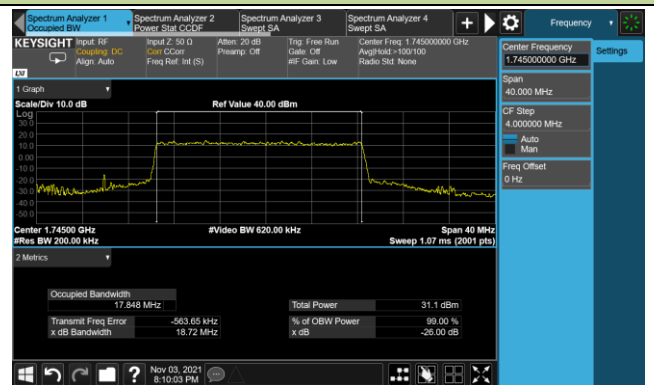 Spectrum Analyzer 1
Occupied BW
Spectrum Analyzer 2
Power Stat CCDF
Spectrum Analyzer 3
Swept SA
Spectrum Analyzer 4
Swept SA
+
Frequency
KEYSIGHT
Input: RF
Coupling: DC
Align: Auto
Input Z: 50 Ω
Corr CCorr
Freq Ref: Int (S)
Atten: 20 dB
Preamp: Off
Trig: Free Run
Gate: Off
#IF Gain: Low
Center Freq: 1.745000000 GHz
Avg|Hold:>100/100
Radio Std: None
LXI
Center Frequency
1.745000000 GHz
Settings
Span
40.000 MHz
CF Step
4.000000 MHz
Auto
Man
Freq Offset
0 Hz
1 Graph
Scale/Div 10.0 dB
Ref Value 40.00 dBm
Log
30.0
20.0
10.0
0.00
-10.0
-20.0
-30.0
-40.0
-50.0
Center 1.74500 GHz
#Video BW 620.00 kHz
Span 40 MHz
#Res BW 200.00 kHz
Sweep 1.07 ms (2001 pts)
2 Metrics
Occupied Bandwidth
17.848 MHz
Total Power
31.1 dBm
Transmit Freq Error
-563.65 kHz
% of OBW Power
99.00 %
x dB Bandwidth
18.72 MHz
x dB
-26.00 dB
?
Nov 03, 2021
8:10:03 PM